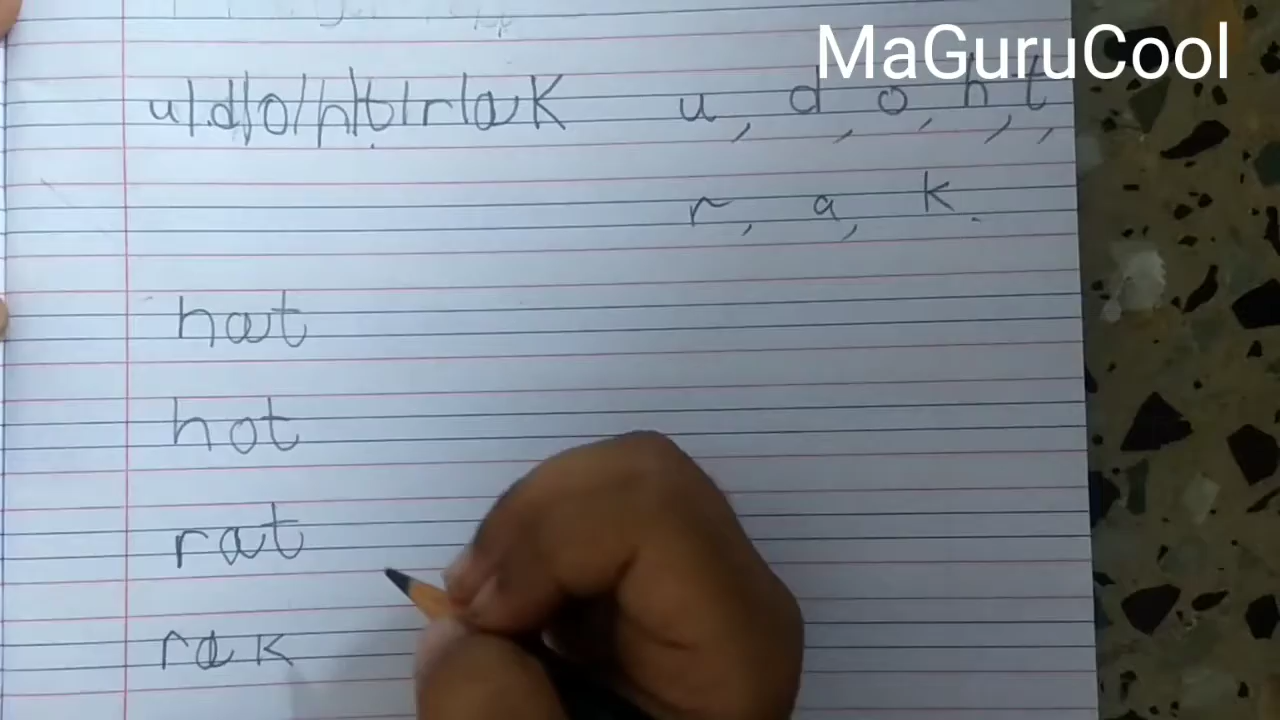 MaGuruCool
u|d|o|h|t|r|a K u, d, o, h, t,
r, a, k.
hat
hot
rat
rak